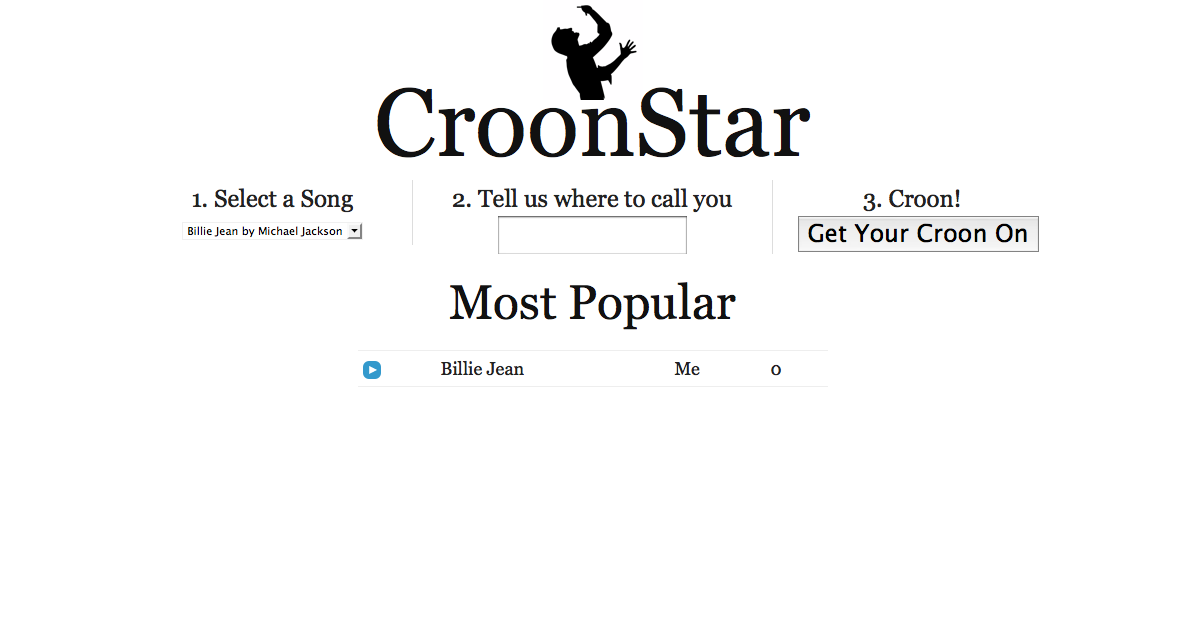 CroonStar
1. Select a Song
Billie Jean by Michael Jackson
2. Tell us where to call you
3. Croon!
Get Your Croon On
Most Popular
Billie Jean Me 0